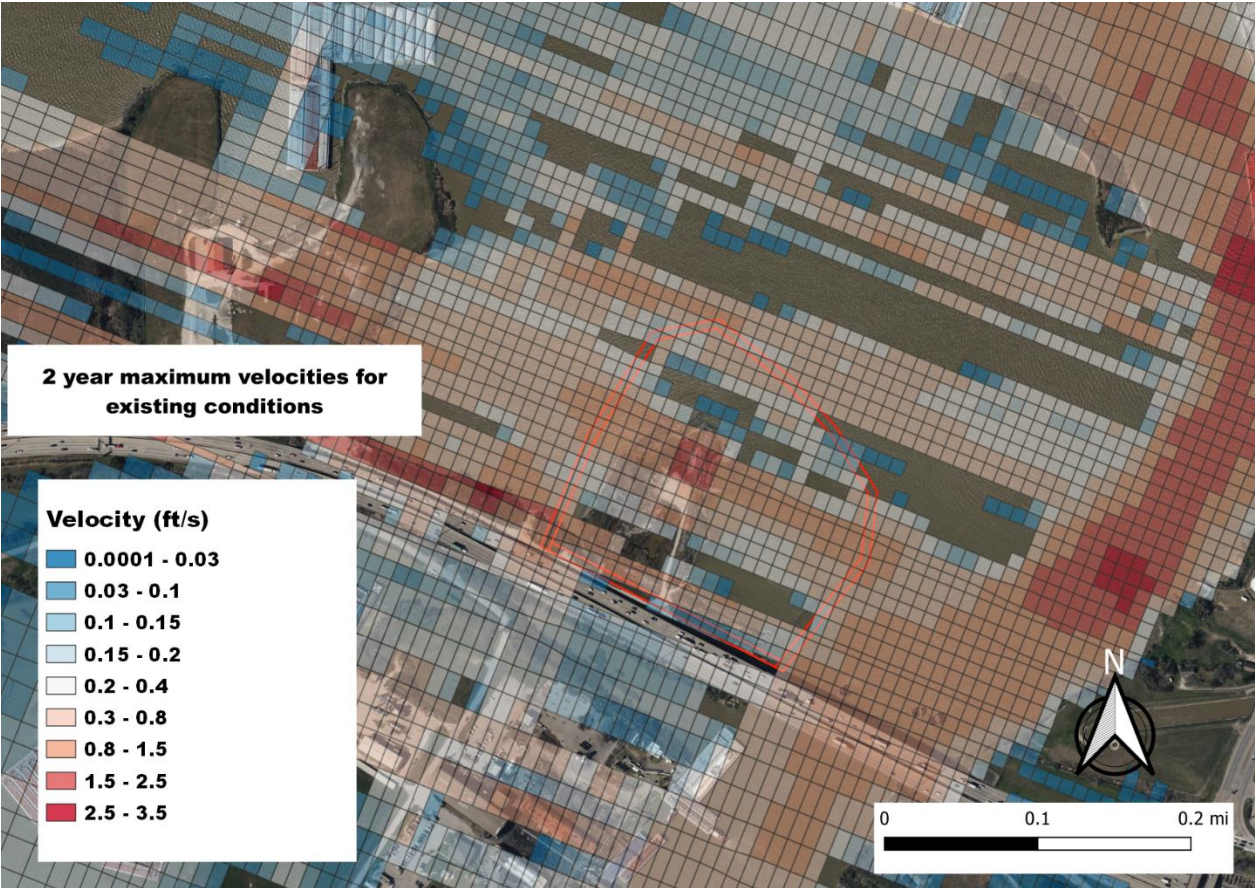 2 year maximum velocities for
existing conditions
Velocity (ft/s)
0.0001 - 0.03
0.03 - 0.1
0.1 - 0.15
0.15 - 0.2
0.2 - 0.4
0.3 - 0.8
0.8 - 1.5
1.5 - 2.5
2.5 - 3.5
N
0 0.1 0.2 mi